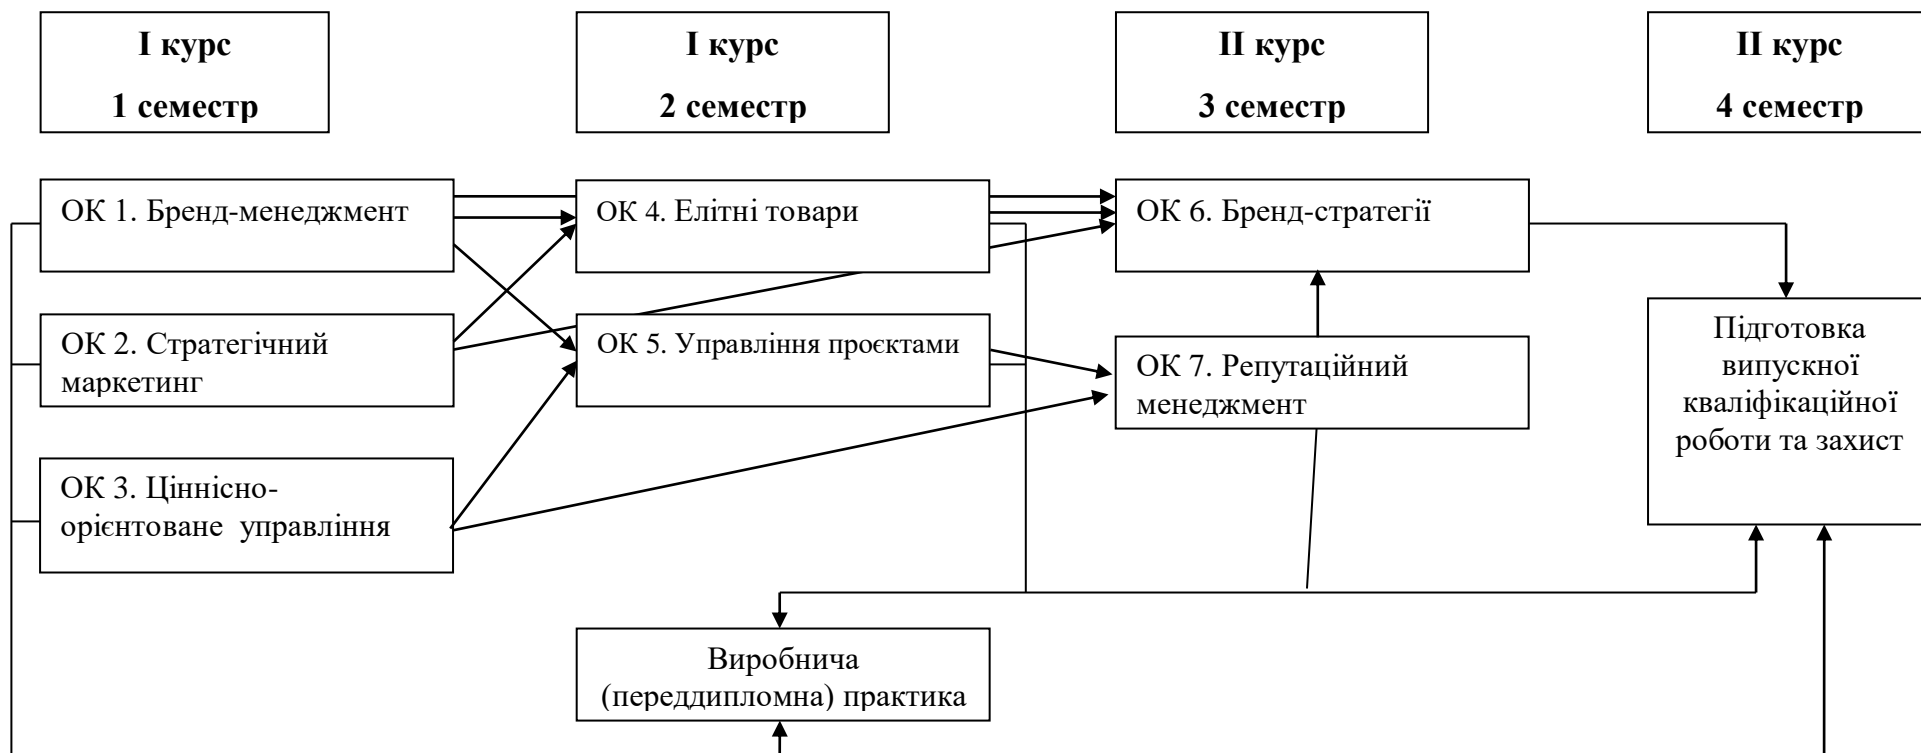 I курс
1 семестр
I курс
2 семестр
II курс
3 семестр
II курс
4 семестр
ОК 1. Бренд-менеджмент
ОК 4. Елітні товари
ОК 6. Бренд-стратегії
ОК 2. Стратегічний
маркетинг
ОК 5. Управління проєктами
ОК 7. Репутаційний
менеджмент
Підготовка
випускної
кваліфікаційної
роботи та захист
ОК 3. Ціннісно-
орієнтоване управління
Виробнича
(переддипломна) практика